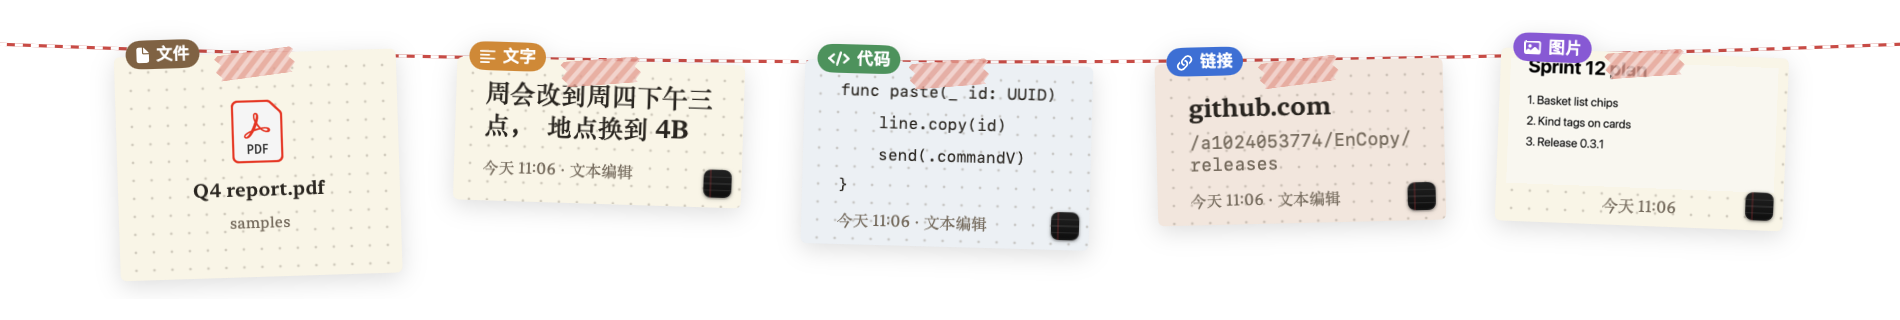 文件
PDF
Q4 report.pdf
samples
文字
周会改到周四下午三
点， 地点换到 4B
今天 11:06 · 文本编辑
代码
func paste(_ id: UUID)
line.copy(id)
send(.commandV)
}
今天 11:06 · 文本编辑
链接
github.com
/a1024053774/EnCopy/
releases
今天 11:06 · 文本编辑
图片
Sprint 12 plan
1. Basket list chips
2. Kind tags on cards
3. Release 0.3.1
今天 11:06